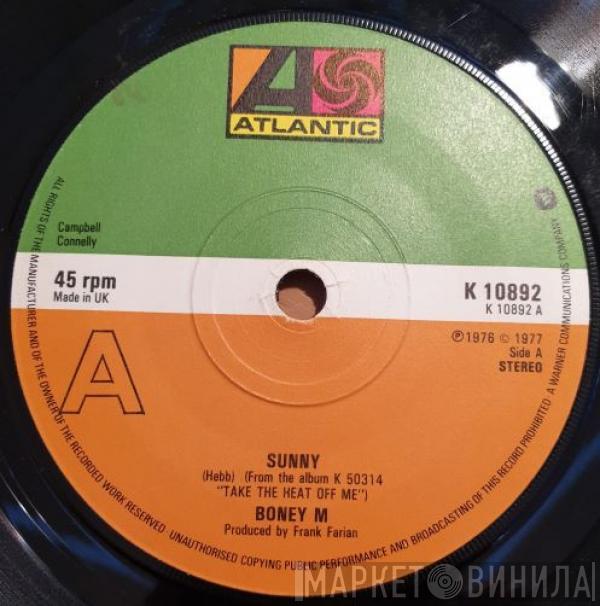 ATLANTIC
Campbell
Connelly
45 rpm
Made in UK
K 10892
K 10892 A
℗ 1976 © 1977
Side A
STEREO
A
SUNNY
(Hebb) (From the album K 50314
"TAKE THE HEAT OFF ME")
BONEY M
Produced by Frank Farian
ALL RIGHTS OF THE MANUFACTURER AND OF THE OWNER OF THE RECORDED WORK RESERVED. UNAUTHORISED COPYING PUBLIC PERFORMANCE AND BROADCASTING OF THIS RECORD PROHIBITED A WARNER COMMUNICATIONS COMPANY
МАРКЕТ ВИНИЛА